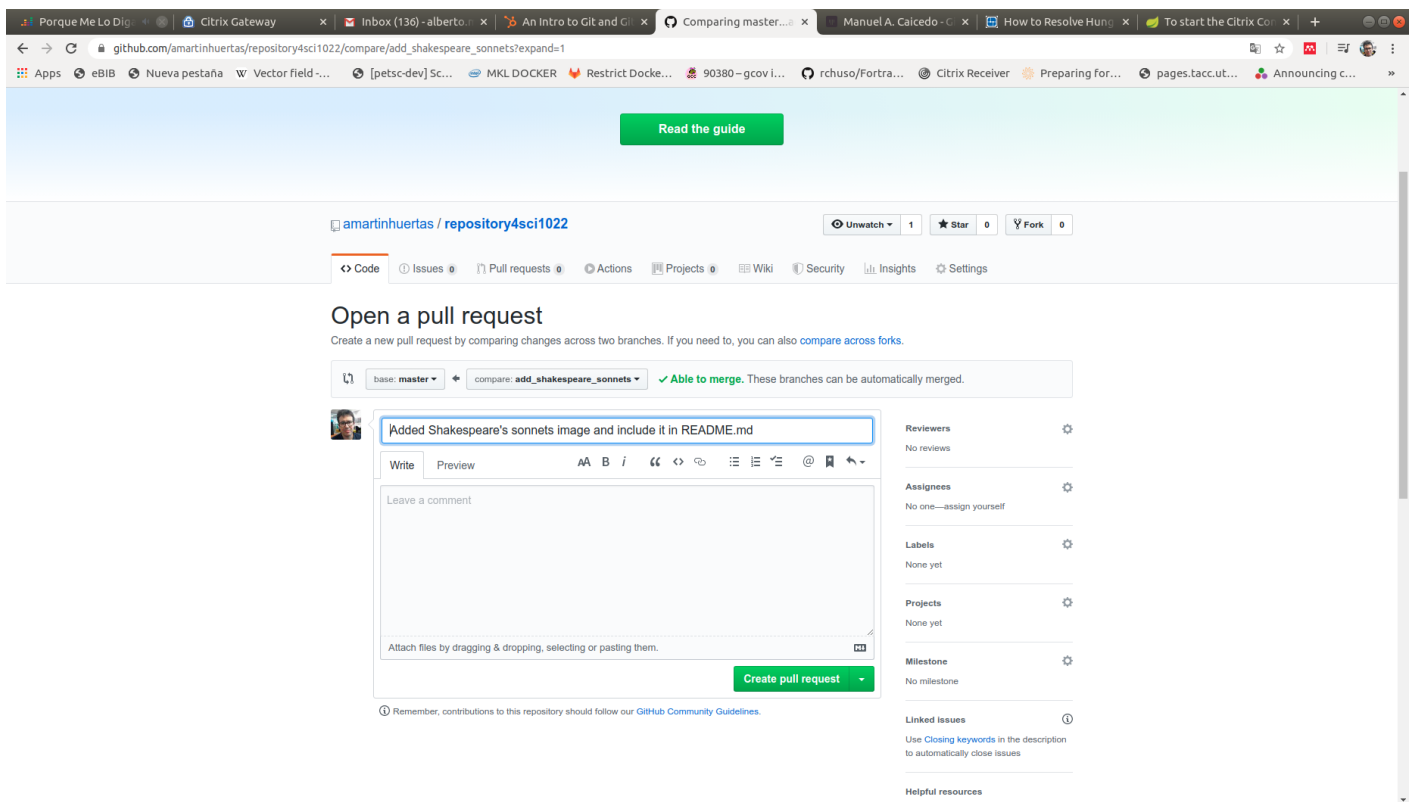 Porque Me Lo Dig
Citrix Gateway
Inbox (136) - alberto.
An Intro to Git and Git
Comparing master...a
Manuel A. Caicedo - G
How to Resolve Hung
To start the Citrix Con
github.com/amartinhuertas/repository4sci1022/compare/add_shakespeare_sonnets?expand=1
Apps eBIB Nueva pestaña W Vector field -... [petsc-dev] Sc... MKL DOCKER Restrict Docke... 90380 – gcov i... rchuso/Fortra... Citrix Receiver Preparing for... pages.tacc.ut... Announcing c... »
Read the guide
amartinhuertas / repository4sci1022
Unwatch 1 Star 0 Fork 0
Code Issues 0 Pull requests 0 Actions Projects 0 Wiki Security Insights Settings
Open a pull request
Create a new pull request by comparing changes across two branches. If you need to, you can also compare across forks.
base: master compare: add_shakespeare_sonnets ✓ Able to merge. These branches can be automatically merged.
Added Shakespeare's sonnets image and include it in README.md
Write Preview AA B i “ <> @
Leave a comment
Attach files by dragging & dropping, selecting or pasting them.
Create pull request
Remember, contributions to this repository should follow our GitHub Community Guidelines.
Reviewers
No reviews
Assignees
No one—assign yourself
Labels
None yet
Projects
None yet
Milestone
No milestone
Linked issues
Use Closing keywords in the description
to automatically close issues
Helpful resources